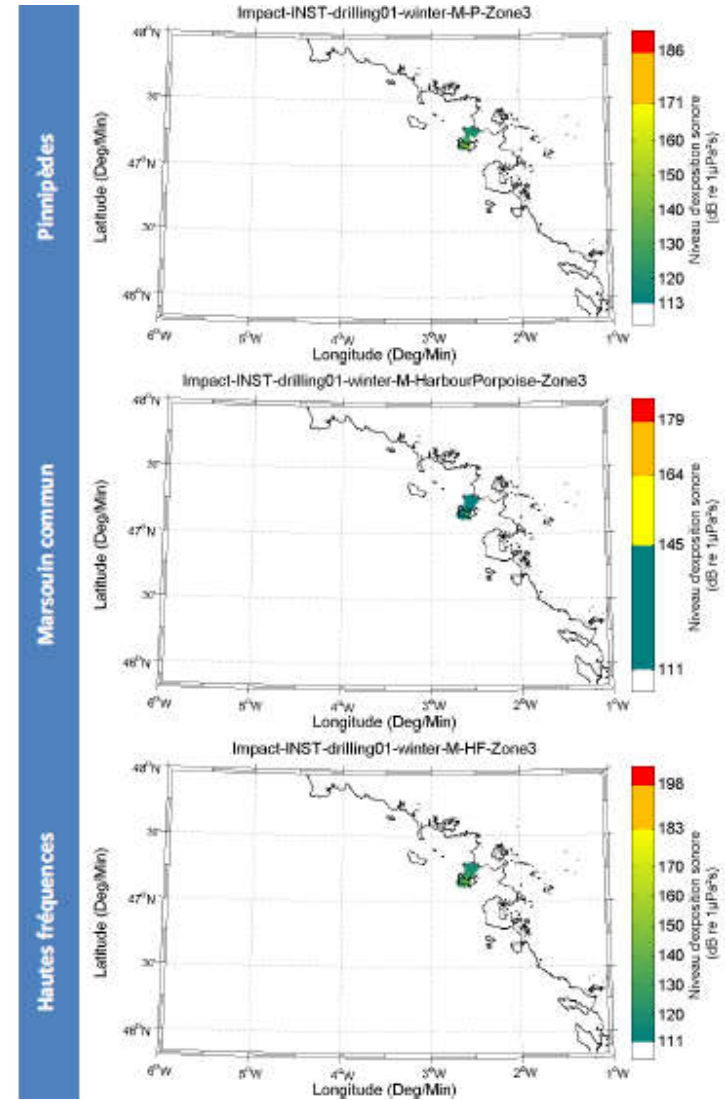 Pinnipèdes
Impact-INST-drilling01-winter-M-P-Zone3
48°N
30'
47°N
30'
46°N
6°W
5°W
4°W
3°W
2°W
1°W
Latitude (Deg/Min)
Longitude (Deg/Min)
186
171
160
150
140
130
120
113
Niveau d'exposition sonore
(dB re 1µPa²s)
Marsouin commun
Impact-INST-drilling01-winter-M-HarbourPorpoise-Zone3
48°N
30'
47°N
30'
46°N
6°W
5°W
4°W
3°W
2°W
1°W
Latitude (Deg/Min)
Longitude (Deg/Min)
179
164
145
111
Niveau d'exposition sonore
(dB re 1µPa²s)
Hautes fréquences
Impact-INST-drilling01-winter-M-HF-Zone3
48°N
30'
47°N
30'
46°N
6°W
5°W
4°W
3°W
2°W
1°W
Latitude (Deg/Min)
Longitude (Deg/Min)
198
183
170
160
150
140
130
120
111
Niveau d'exposition sonore
(dB re 1µPa²s)